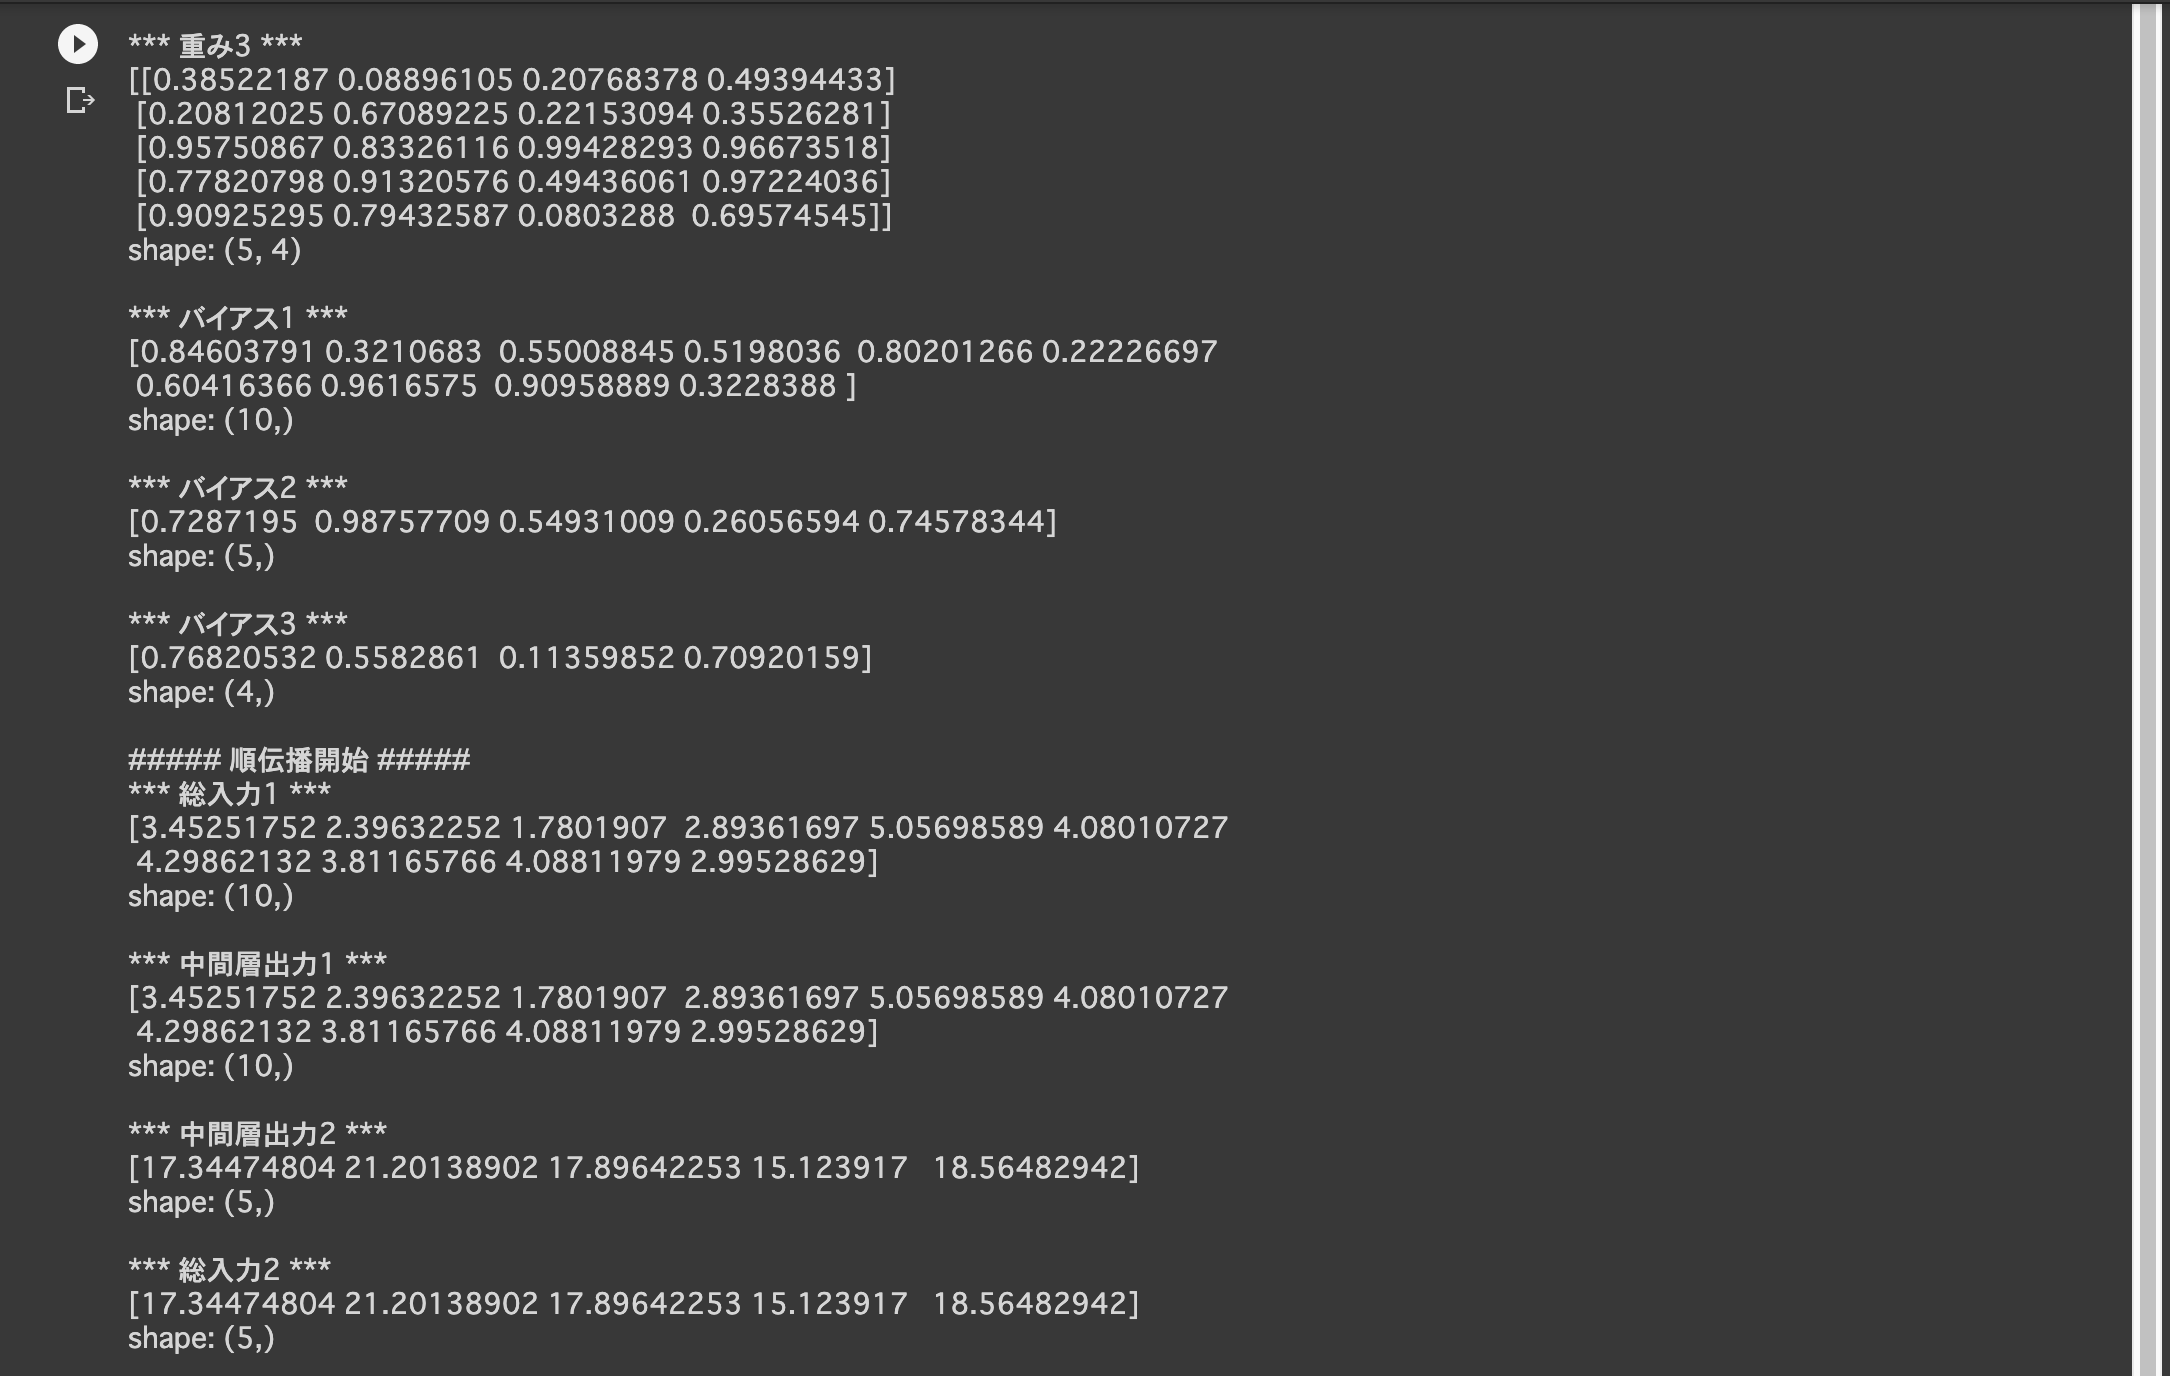 *** 重み3 ***
[[0.38522187 0.08896105 0.20768378 0.49394433]
 [0.20812025 0.67089225 0.22153094 0.35526281]
 [0.95750867 0.83326116 0.99428293 0.96673518]
 [0.77820798 0.91320576 0.49436061 0.97224036]
 [0.90925295 0.79432587 0.0803288  0.69574545]]
shape: (5, 4)

*** バイアス1 ***
[0.84603791 0.3210683  0.55008845 0.5198036  0.80201266 0.22226697
 0.60416366 0.9616575  0.90958889 0.3228388 ]
shape: (10,)

*** バイアス2 ***
[0.7287195  0.98757709 0.54931009 0.26056594 0.74578344]
shape: (5,)

*** バイアス3 ***
[0.76820532 0.5582861  0.11359852 0.70920159]
shape: (4,)

##### 順伝播開始 #####
*** 総入力1 ***
[3.45251752 2.39632252 1.7801907  2.89361697 5.05698589 4.08010727
 4.29862132 3.81165766 4.08811979 2.99528629]
shape: (10,)

*** 中間層出力1 ***
[3.45251752 2.39632252 1.7801907  2.89361697 5.05698589 4.08010727
 4.29862132 3.81165766 4.08811979 2.99528629]
shape: (10,)

*** 中間層出力2 ***
[17.34474804 21.20138902 17.89642253 15.123917   18.56482942]
shape: (5,)

*** 総入力2 ***
[17.34474804 21.20138902 17.89642253 15.123917   18.56482942]
shape: (5,)